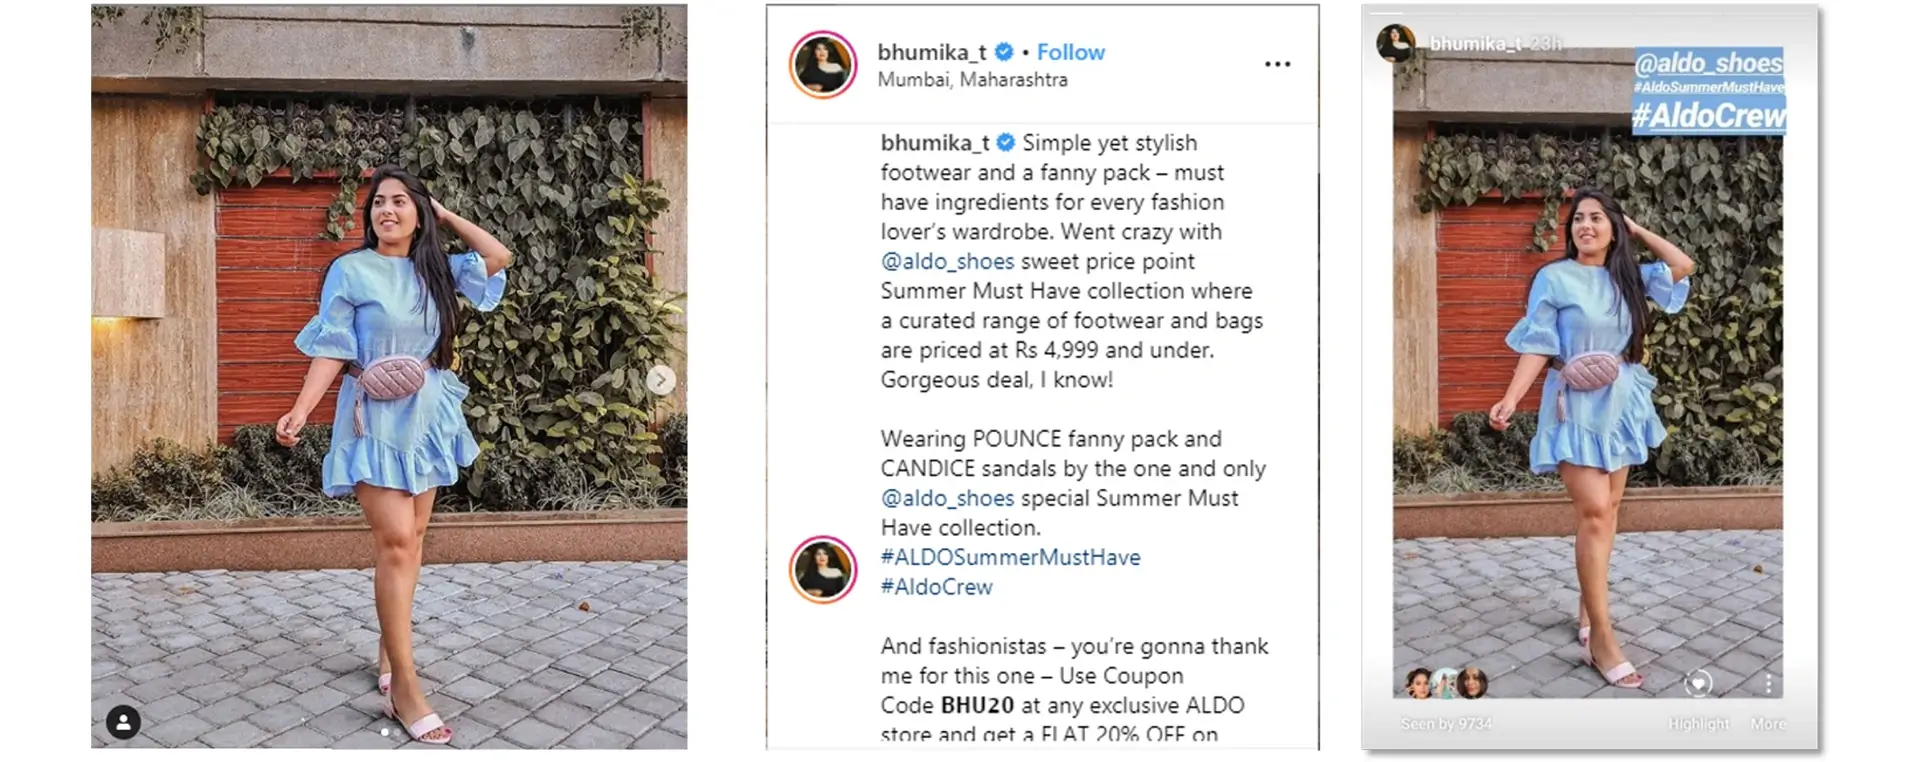 bhumika_t • Follow
Mumbai, Maharashtra
bhumika_t Simple yet stylish
footwear and a fanny pack – must
have ingredients for every fashion
lover’s wardrobe. Went crazy with
@aldo_shoes sweet price point
Summer Must Have collection where
a curated range of footwear and bags
are priced at Rs 4,999 and under.
Gorgeous deal, I know!
Wearing POUNCE fanny pack and
CANDICE sandals by the one and only
@aldo_shoes special Summer Must
Have collection.
#ALDOSummerMustHave
#AldoCrew
And fashionistas – you’re gonna thank
me for this one – Use Coupon
Code BHU20 at any exclusive ALDO
store and get a FLAT 20% OFF on
bhumika_t 23h
@aldo_shoes
#AldoSummerMustHave
#AldoCrew
Seen by 9734
Highlight
More